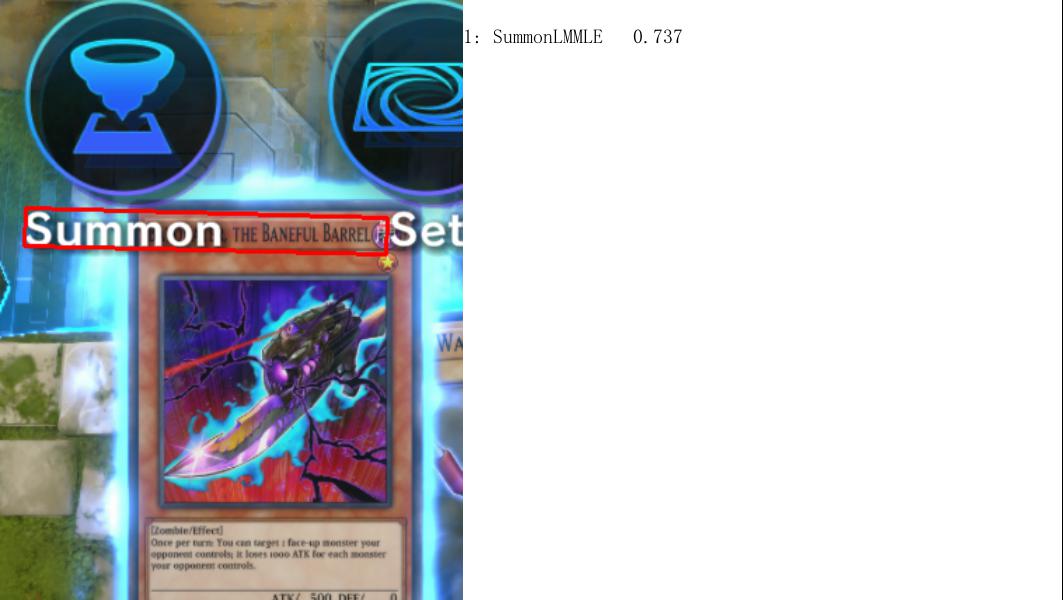 1: SummonLMMLE 0.737
Summon the Baneful Barrel Set
Wa
[Zombie/Effect]
Once per turn: You can target 1 face-up monster your
opponent controls; it loses 1000 ATK for each monster
your opponent controls.
ATK/ 500 DEF/ 0